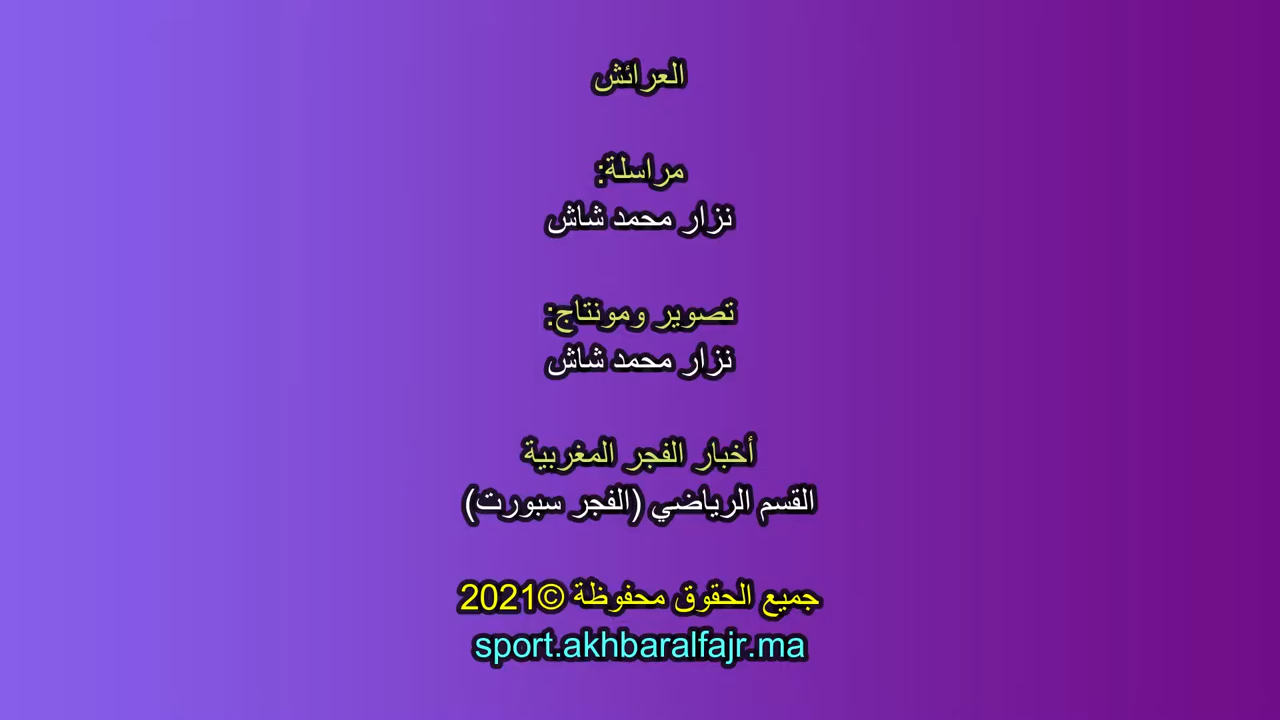 العرائش
مراسلة:
نزار محمد شاش
تصوير ومونتاج:
نزار محمد شاش
أخبار الفجر المغربية
القسم الرياضي (الفجر سبورت)
جميع الحقوق محفوظة ©2021
sport.akhbaralfajr.ma